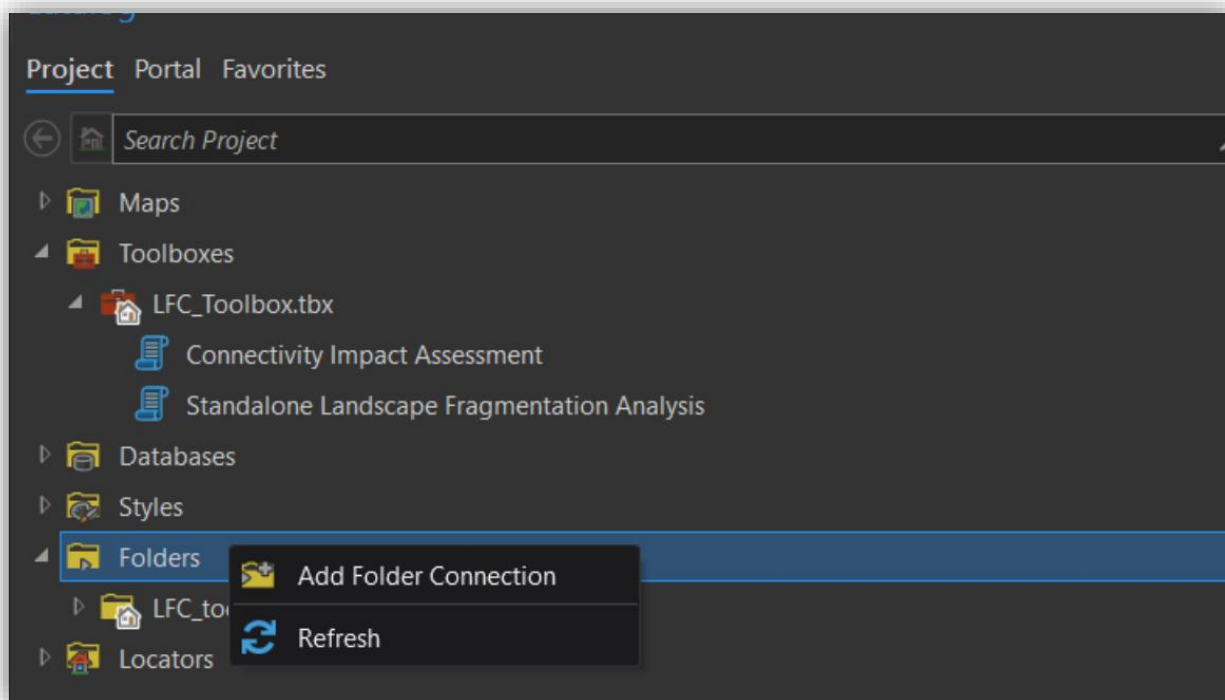 Project Portal Favorites
Search Project
Maps
Toolboxes
LFC_Toolbox.tbx
Connectivity Impact Assessment
Standalone Landscape Fragmentation Analysis
Databases
Styles
Folders
Add Folder Connection
LFC_to
Refresh
Locators